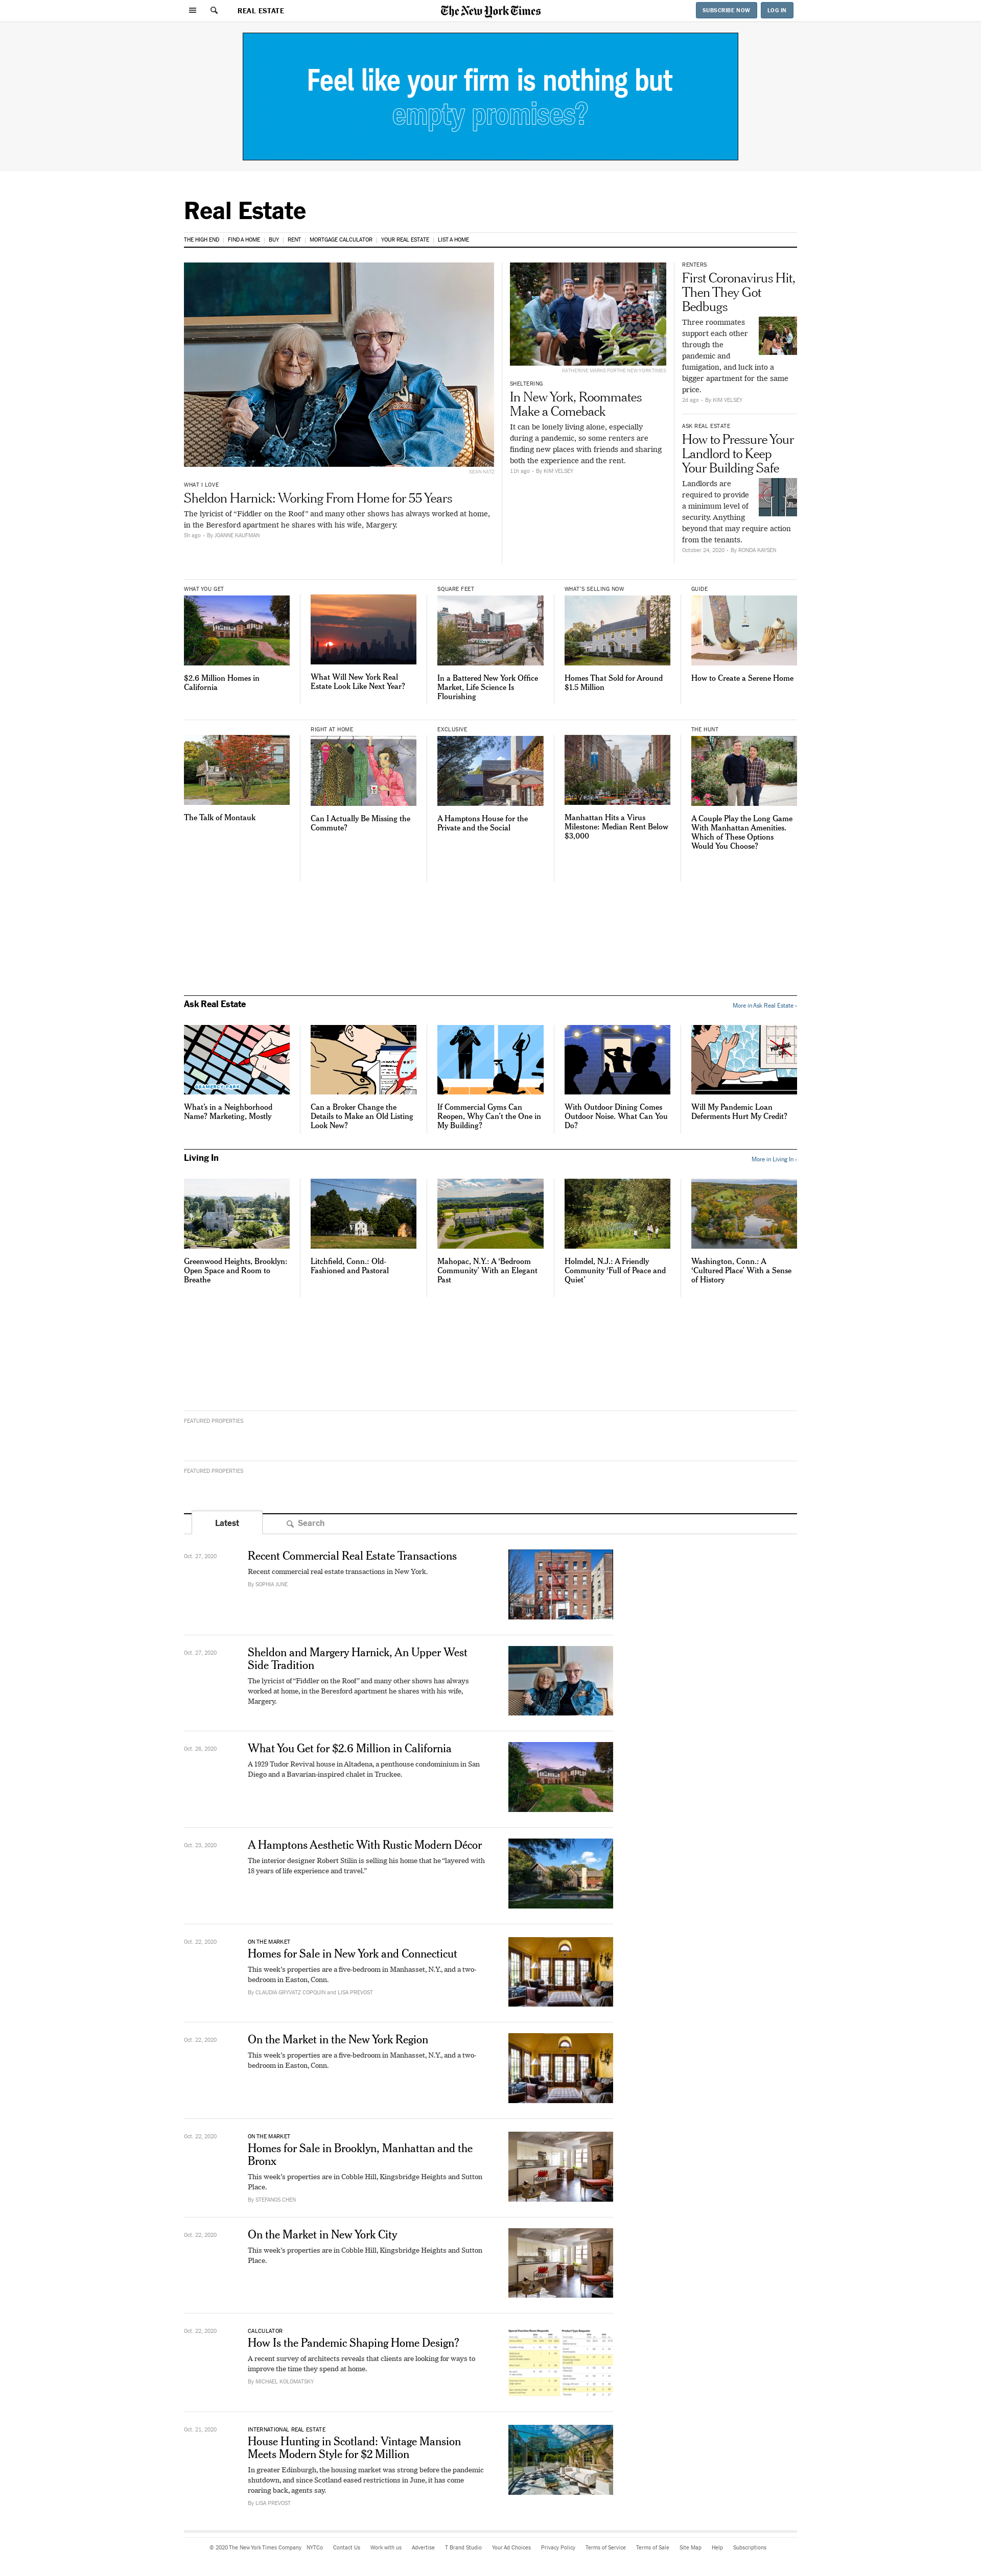 REAL ESTATE
The New York Times
SUBSCRIBE NOW
LOG IN
Feel like your firm is nothing but
empty promises?
Real Estate
THE HIGH END | FIND A HOME | BUY | RENT | MORTGAGE CALCULATOR | YOUR REAL ESTATE | LIST A HOME
SEAN KATZ
WHAT I LOVE
Sheldon Harnick: Working From Home for 55 Years
The lyricist of “Fiddler on the Roof” and many other shows has always worked at home,
in the Beresford apartment he shares with his wife, Margery.
5h ago - By JOANNE KAUFMAN
KATHERINE MARKS FOR THE NEW YORK TIMES
SHELTERING
In New York, Roommates
Make a Comeback
It can be lonely living alone, especially
during a pandemic, so some renters are
finding new places with friends and sharing
both the experience and the rent.
11h ago - By KIM VELSEY
RENTERS
First Coronavirus Hit,
Then They Got
Bedbugs
Three roommates
support each other
through the
pandemic and
fumigation, and luck into a
bigger apartment for the same
price.
2d ago - By KIM VELSEY
ASK REAL ESTATE
How to Pressure Your
Landlord to Keep
Your Building Safe
Landlords are
required to provide
a minimum level of
security. Anything
beyond that may require action
from the tenants.
October 24, 2020 - By RONDA KAYSEN
WHAT YOU GET
$2.6 Million Homes in
California
What Will New York Real
Estate Look Like Next Year?
SQUARE FEET
In a Battered New York Office
Market, Life Science Is
Flourishing
WHAT'S SELLING NOW
Homes That Sold for Around
$1.5 Million
GUIDE
How to Create a Serene Home
The Talk of Montauk
RIGHT AT HOME
Can I Actually Be Missing the
Commute?
EXCLUSIVE
A Hamptons House for the
Private and the Social
Manhattan Hits a Virus
Milestone: Median Rent Below
$3,000
THE HUNT
A Couple Play the Long Game
With Manhattan Amenities.
Which of These Options
Would You Choose?
Ask Real Estate
More in Ask Real Estate ›
What’s in a Neighborhood
Name? Marketing, Mostly
Can a Broker Change the
Details to Make an Old Listing
Look New?
If Commercial Gyms Can
Reopen, Why Can’t the One in
My Building?
With Outdoor Dining Comes
Outdoor Noise. What Can You
Do?
Will My Pandemic Loan
Deferments Hurt My Credit?
Living In
More in Living In ›
Greenwood Heights, Brooklyn:
Open Space and Room to
Breathe
Litchfield, Conn.: Old-
Fashioned and Pastoral
Mahopac, N.Y.: A ‘Bedroom
Community’ With an Elegant
Past
Holmdel, N.J.: A Friendly
Community ‘Full of Peace and
Quiet’
Washington, Conn.: A
‘Cultured Place’ With a Sense
of History
FEATURED PROPERTIES
FEATURED PROPERTIES
Latest
Search
Oct. 27, 2020
Recent Commercial Real Estate Transactions
Recent commercial real estate transactions in New York.
By SOPHIA JUNE
Oct. 27, 2020
Sheldon and Margery Harnick, An Upper West
Side Tradition
The lyricist of “Fiddler on the Roof” and many other shows has always
worked at home, in the Beresford apartment he shares with his wife,
Margery.
Oct. 26, 2020
What You Get for $2.6 Million in California
A 1929 Tudor Revival house in Altadena, a penthouse condominium in San
Diego and a Bavarian-inspired chalet in Truckee.
Oct. 23, 2020
A Hamptons Aesthetic With Rustic Modern Décor
The interior designer Robert Stilin is selling his home that he “layered with
18 years of life experience and travel.”
Oct. 22, 2020
ON THE MARKET
Homes for Sale in New York and Connecticut
This week’s properties are a five-bedroom in Manhasset, N.Y., and a two-
bedroom in Easton, Conn.
By CLAUDIA GRYVATZ COPQUIN and LISA PREVOST
Oct. 22, 2020
On the Market in the New York Region
This week’s properties are a five-bedroom in Manhasset, N.Y., and a two-
bedroom in Easton, Conn.
Oct. 22, 2020
ON THE MARKET
Homes for Sale in Brooklyn, Manhattan and the
Bronx
This week’s properties are in Cobble Hill, Kingsbridge Heights and Sutton
Place.
By STEFANOS CHEN
Oct. 22, 2020
On the Market in New York City
This week’s properties are in Cobble Hill, Kingsbridge Heights and Sutton
Place.
Oct. 22, 2020
CALCULATOR
How Is the Pandemic Shaping Home Design?
A recent survey of architects reveals that clients are looking for ways to
improve the time they spend at home.
By MICHAEL KOLOMATSKY
Oct. 21, 2020
INTERNATIONAL REAL ESTATE
House Hunting in Scotland: Vintage Mansion
Meets Modern Style for $2 Million
In greater Edinburgh, the housing market was strong before the pandemic
shutdown, and since Scotland eased restrictions in June, it has come
roaring back, agents say.
By LISA PREVOST
© 2020 The New York Times Company NYTCo Contact Us Work with us Advertise T Brand Studio Your Ad Choices Privacy Policy Terms of Service Terms of Sale Site Map Help Subscriptions